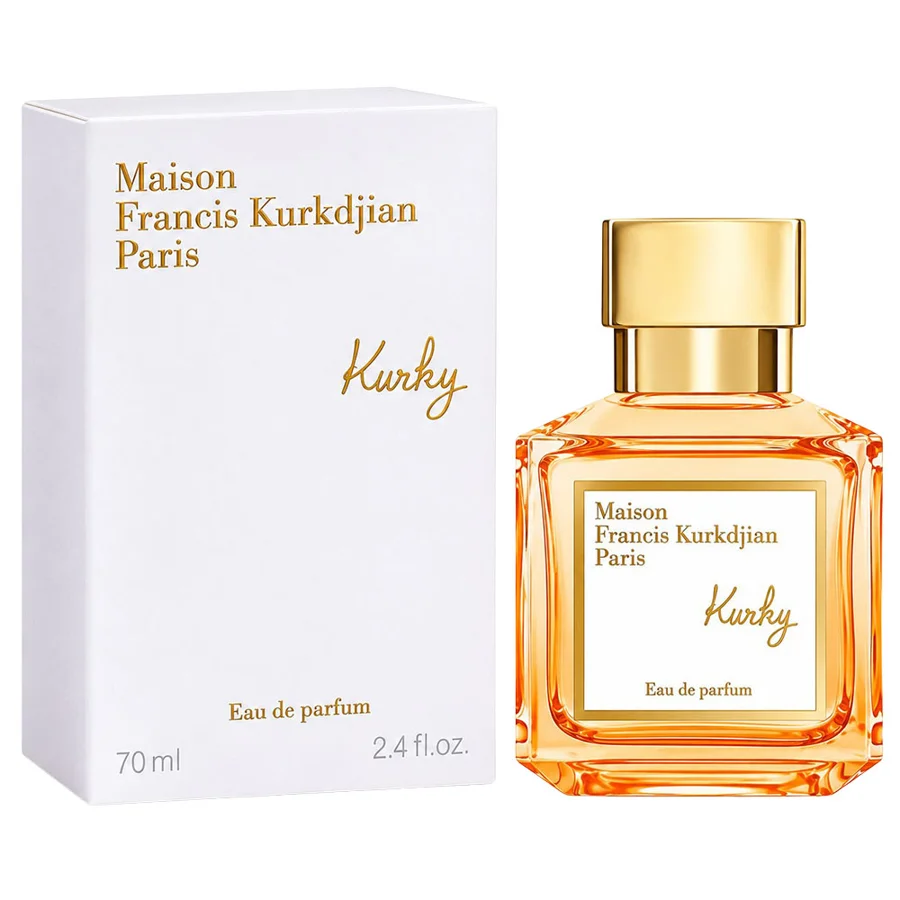 Maison
Francis Kurkdjian
Paris
Kurky
Eau de parfum
70 ml
2.4 fl.oz.
Maison
Francis Kurkdjian
Paris
Kurky
Eau de parfum